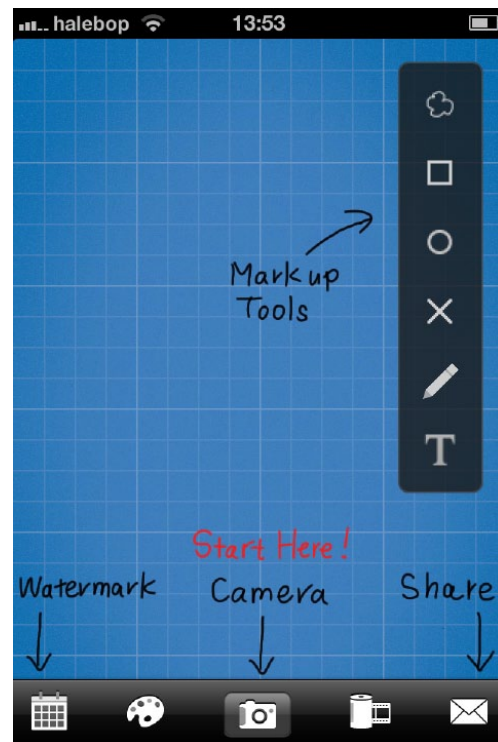 halebop 13:53
Markup
Tools
T
Start Here!
Watermark Camera Share